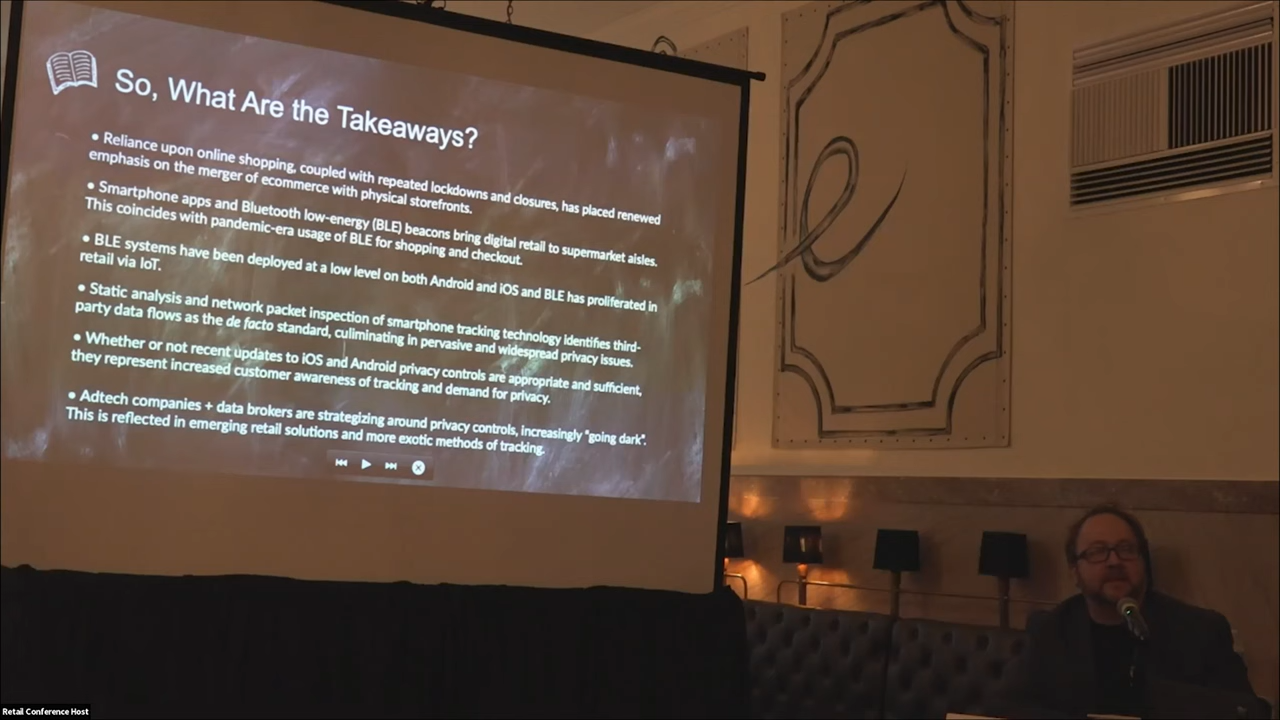 So, What Are the Takeaways?
• Reliance upon online shopping, coupled with repeated lockdowns and closures, has placed renewed
emphasis on the merger of ecommerce with physical storefronts.
• Smartphone apps and Bluetooth low-energy (BLE) beacons bring digital retail to supermarket aisles.
This coincides with pandemic-era usage of BLE for shopping and checkout.
• BLE systems have been deployed at a low level on both Android and iOS and BLE has proliferated in
retail via IoT.
• Static analysis and network packet inspection of smartphone tracking technology identifies third-
party data flows as the de facto standard, culiminating in pervasive and widespread privacy issues.
• Whether or not recent updates to iOS and Android privacy controls are appropriate and sufficient,
they represent increased customer awareness of tracking and demand for privacy.
• Adtech companies + data brokers are strategizing around privacy controls, increasingly "going dark".
This is reflected in emerging retail solutions and more exotic methods of tracking.
e
Retail Conference Host